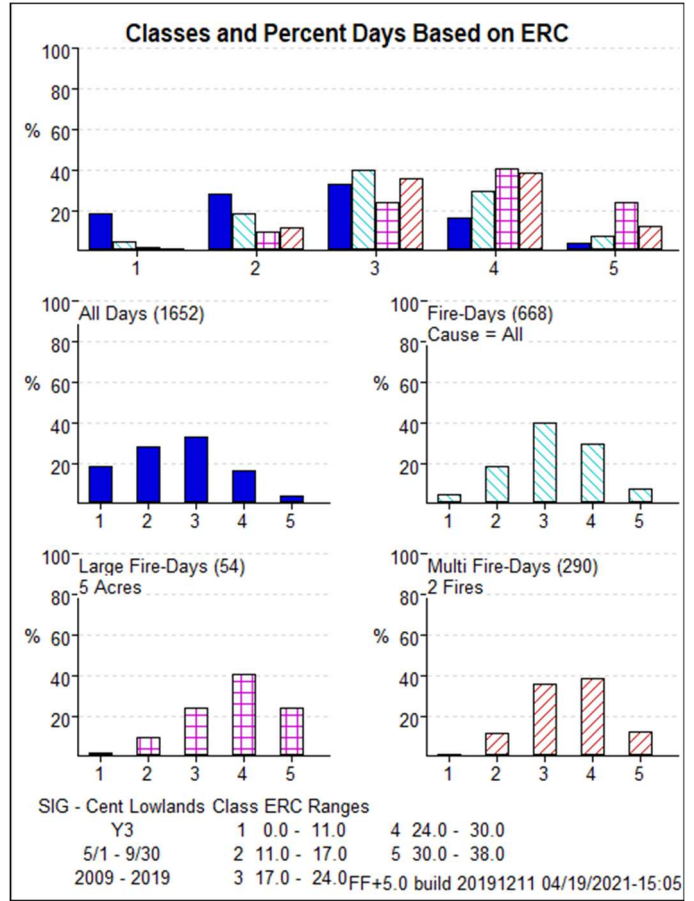 Classes and Percent Days Based on ERC
100
80
% 60
40
20
1 2 3 4 5
100
All Days (1652)
80
% 60
40
20
1 2 3 4 5
100
Fire-Days (668)
Cause = All
80
% 60
40
20
1 2 3 4 5
100
Large Fire-Days (54)
5 Acres
80
% 60
40
20
1 2 3 4 5
100
Multi Fire-Days (290)
2 Fires
80
% 60
40
20
1 2 3 4 5
SIG - Cent Lowlands Class ERC Ranges
Y3 1 0.0 - 11.0 4 24.0 - 30.0
5/1 - 9/30 2 11.0 - 17.0 5 30.0 - 38.0
2009 - 2019 3 17.0 - 24.0 FF+5.0 build 20191211 04/19/2021-15:05